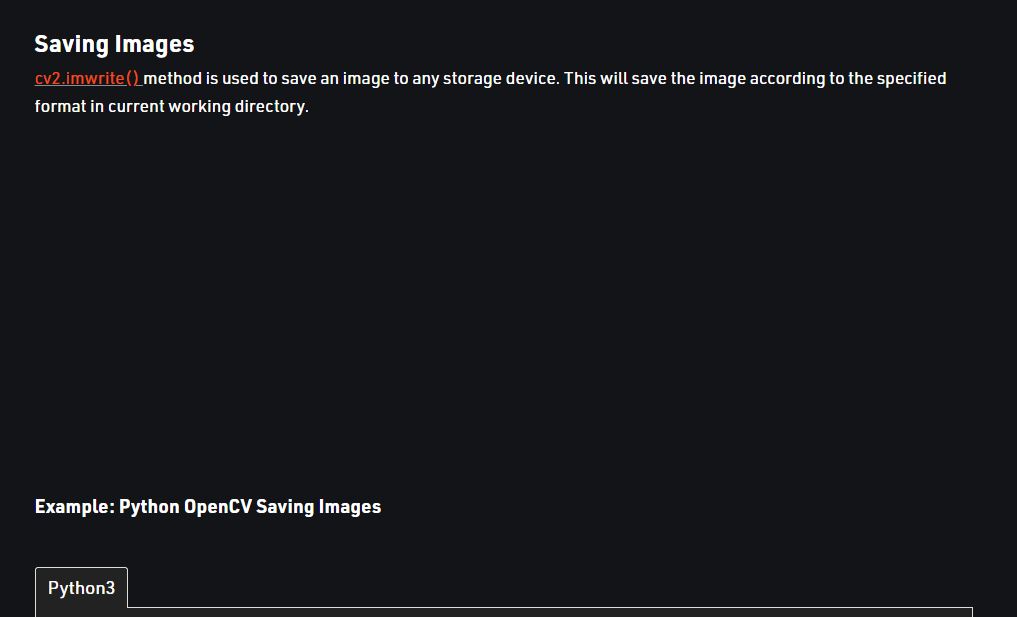 Saving Images
cv2.imwrite() method is used to save an image to any storage device. This will save the image according to the specified
format in current working directory.
Example: Python OpenCV Saving Images
Python3